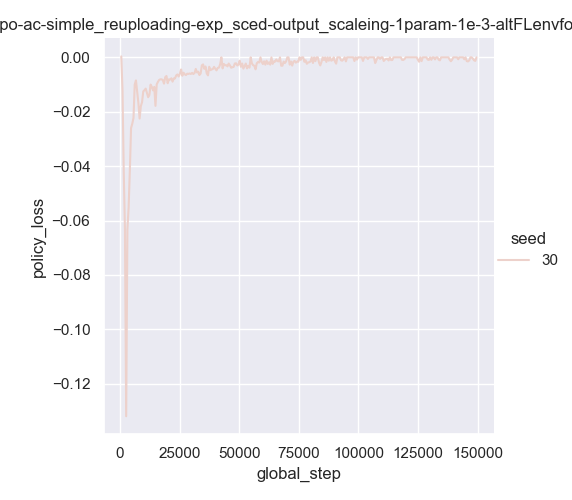 po-ac-simple_reuploading-exp_sced-output_scaleing-1param-1e-3-altFLenvfo
0.00
−0.02
−0.04
−0.06
−0.08
−0.10
−0.12
policy_loss
0 25000 50000 75000 100000 125000 150000
global_step
seed
30